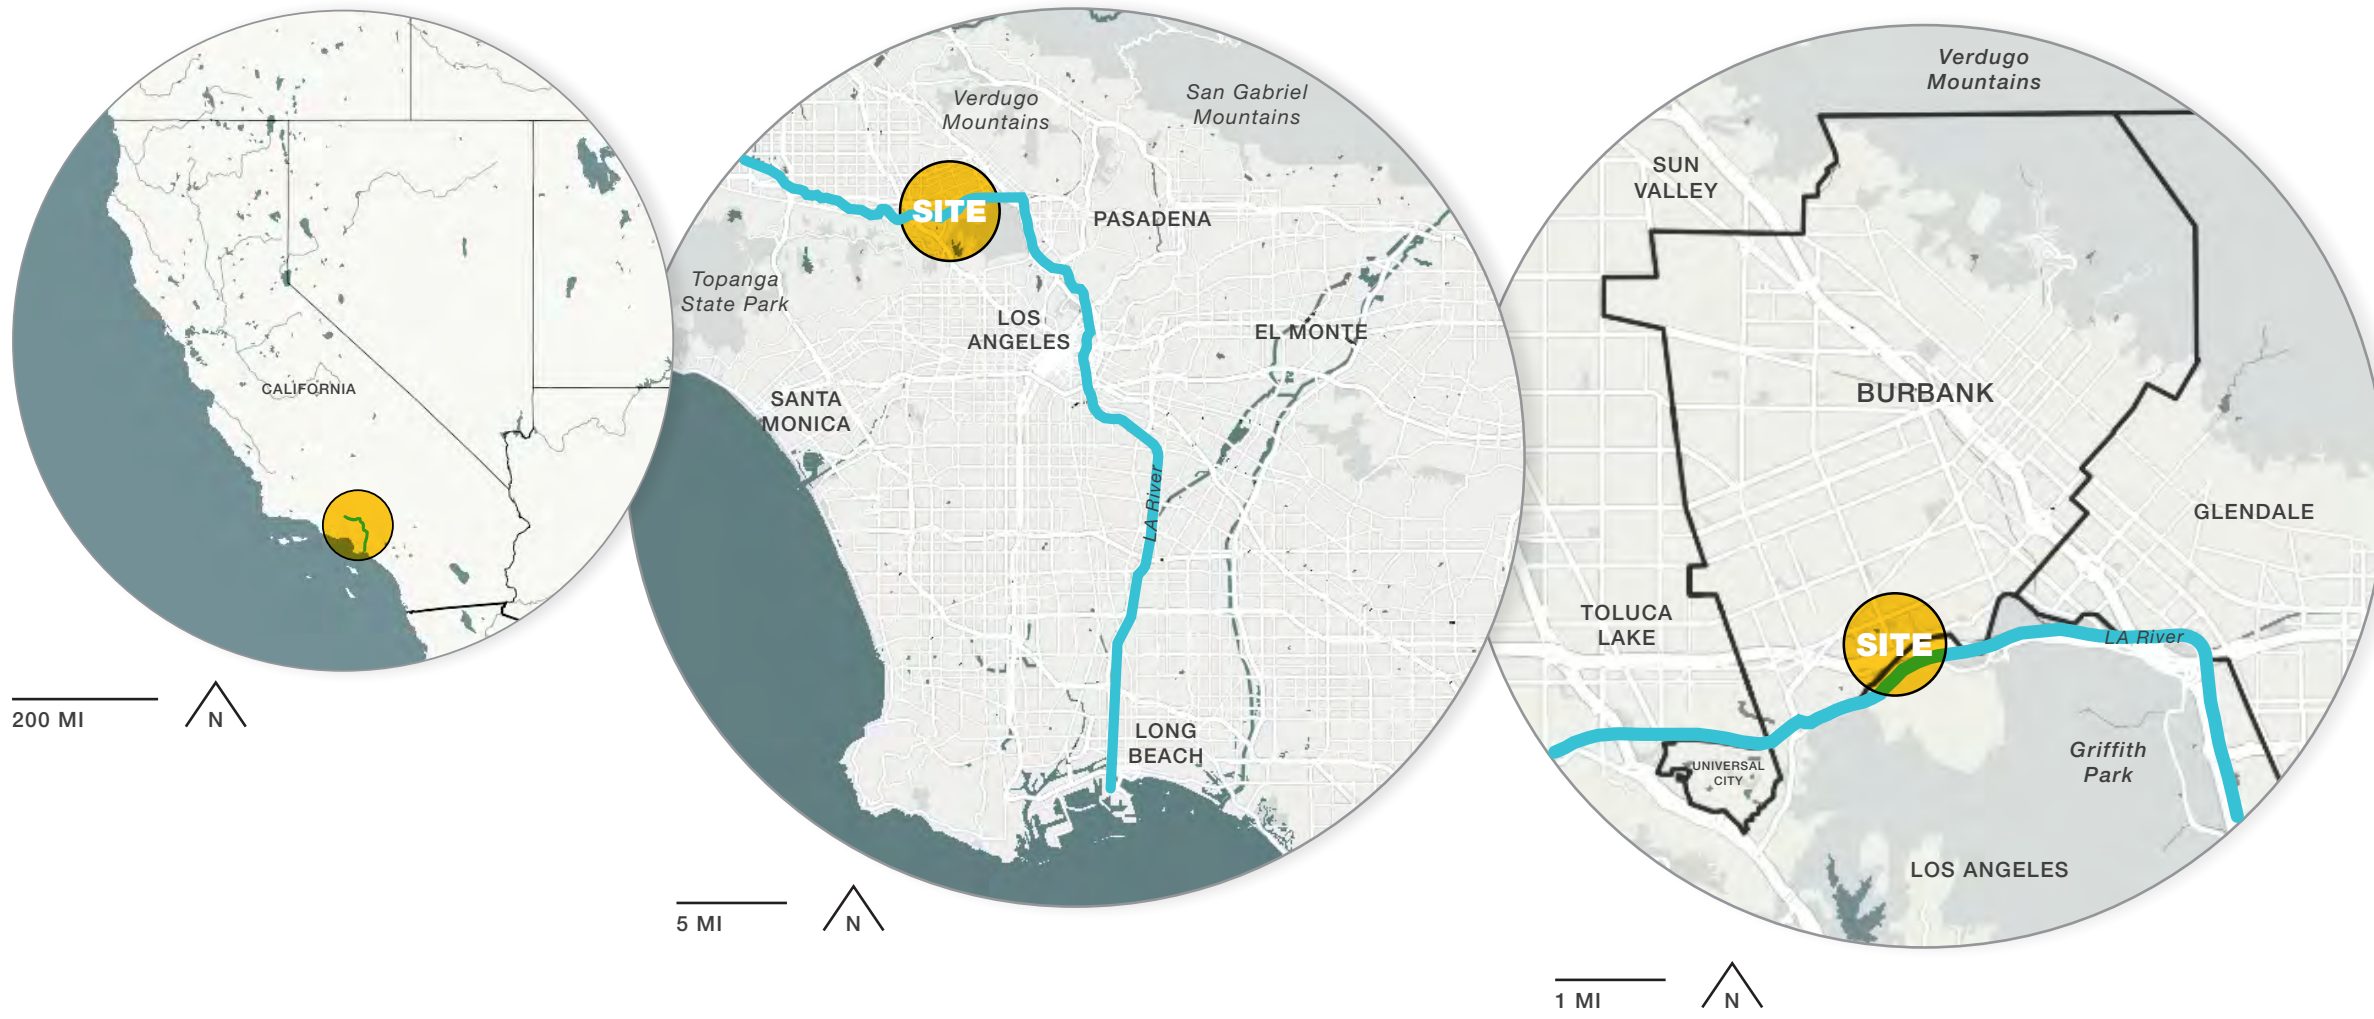 CALIFORNIA
200 MI
N
Verdugo
Mountains
San Gabriel
Mountains
SITE
PASADENA
Topanga
State Park
LOS
ANGELES
EL MONTE
SANTA
MONICA
LA River
LONG
BEACH
5 MI
N
Verdugo
Mountains
SUN
VALLEY
BURBANK
GLENDALE
TOLUCA
LAKE
SITE
LA River
UNIVERSAL
CITY
Griffith
Park
LOS ANGELES
1 MI
N